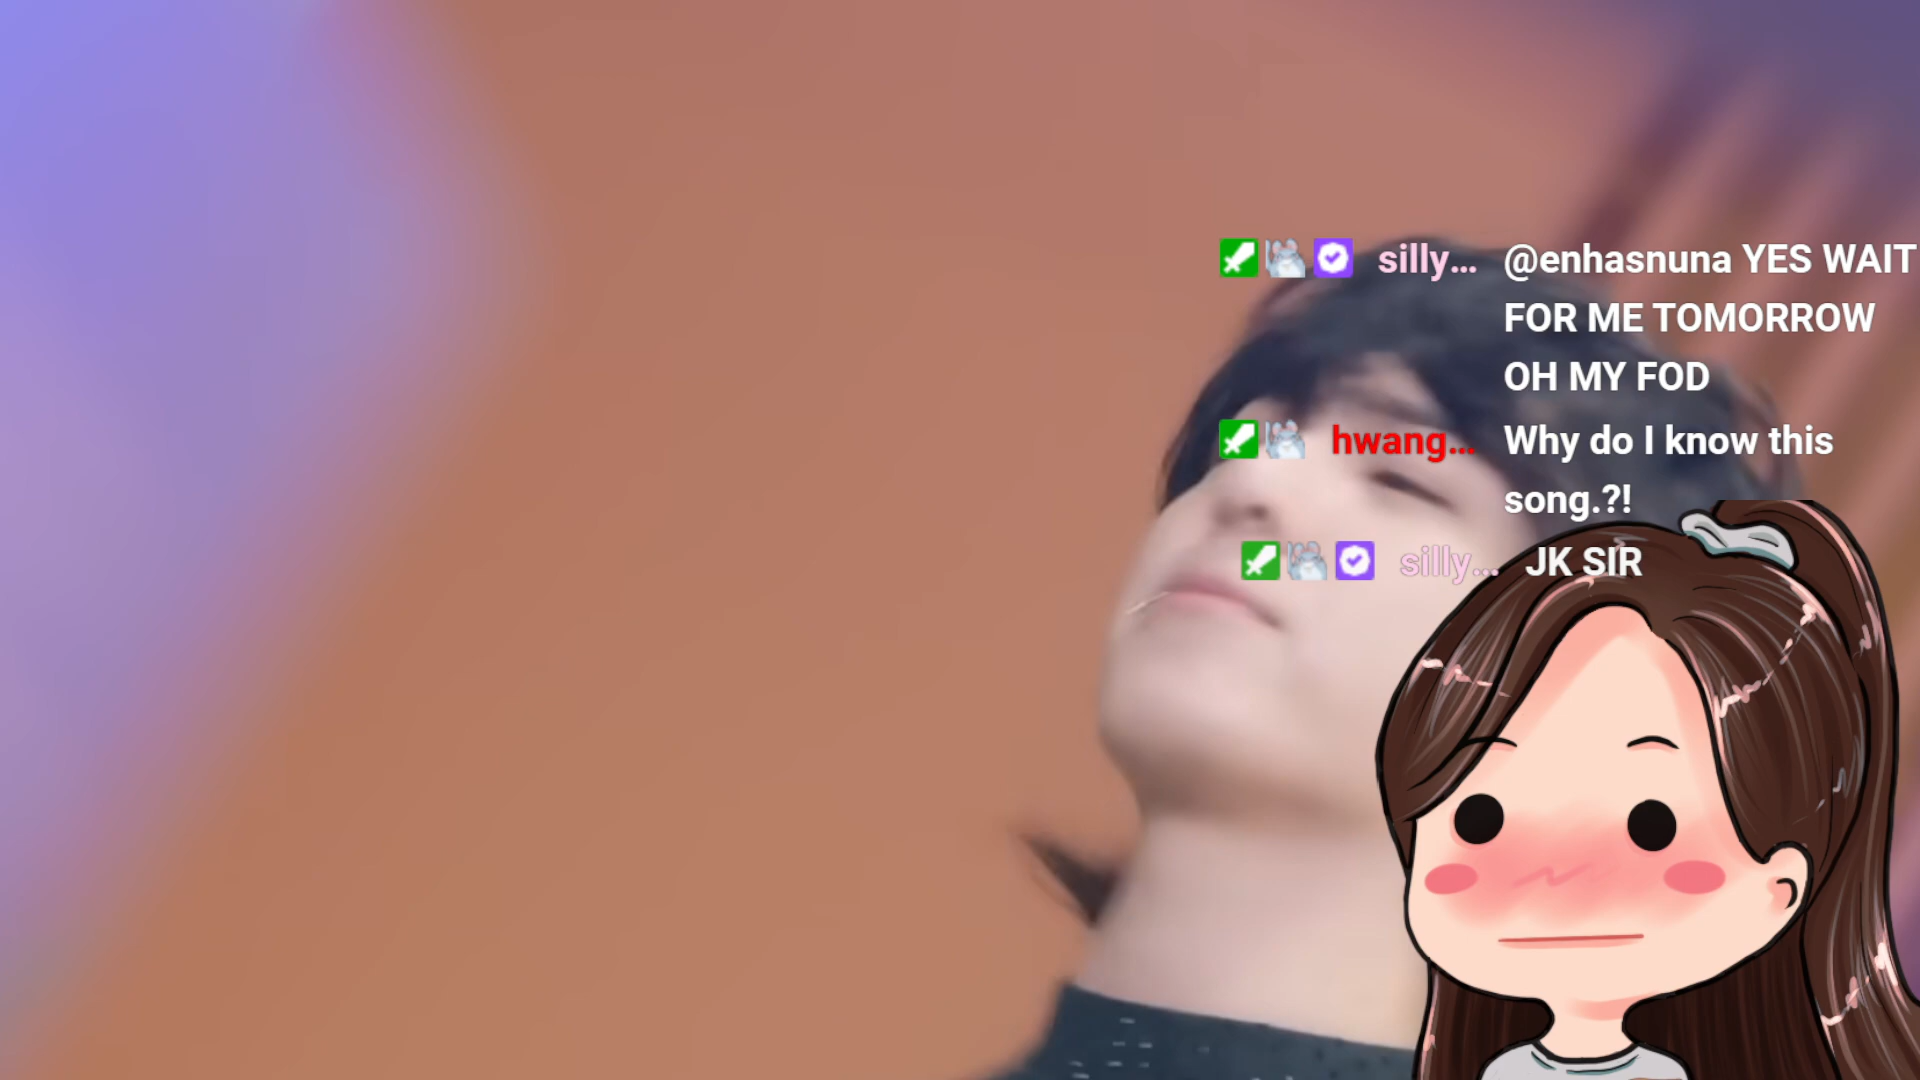 silly... @enhasnuna YES WAIT
FOR ME TOMORROW
OH MY FOD
hwang... Why do I know this
song.?!
silly... JK SIR